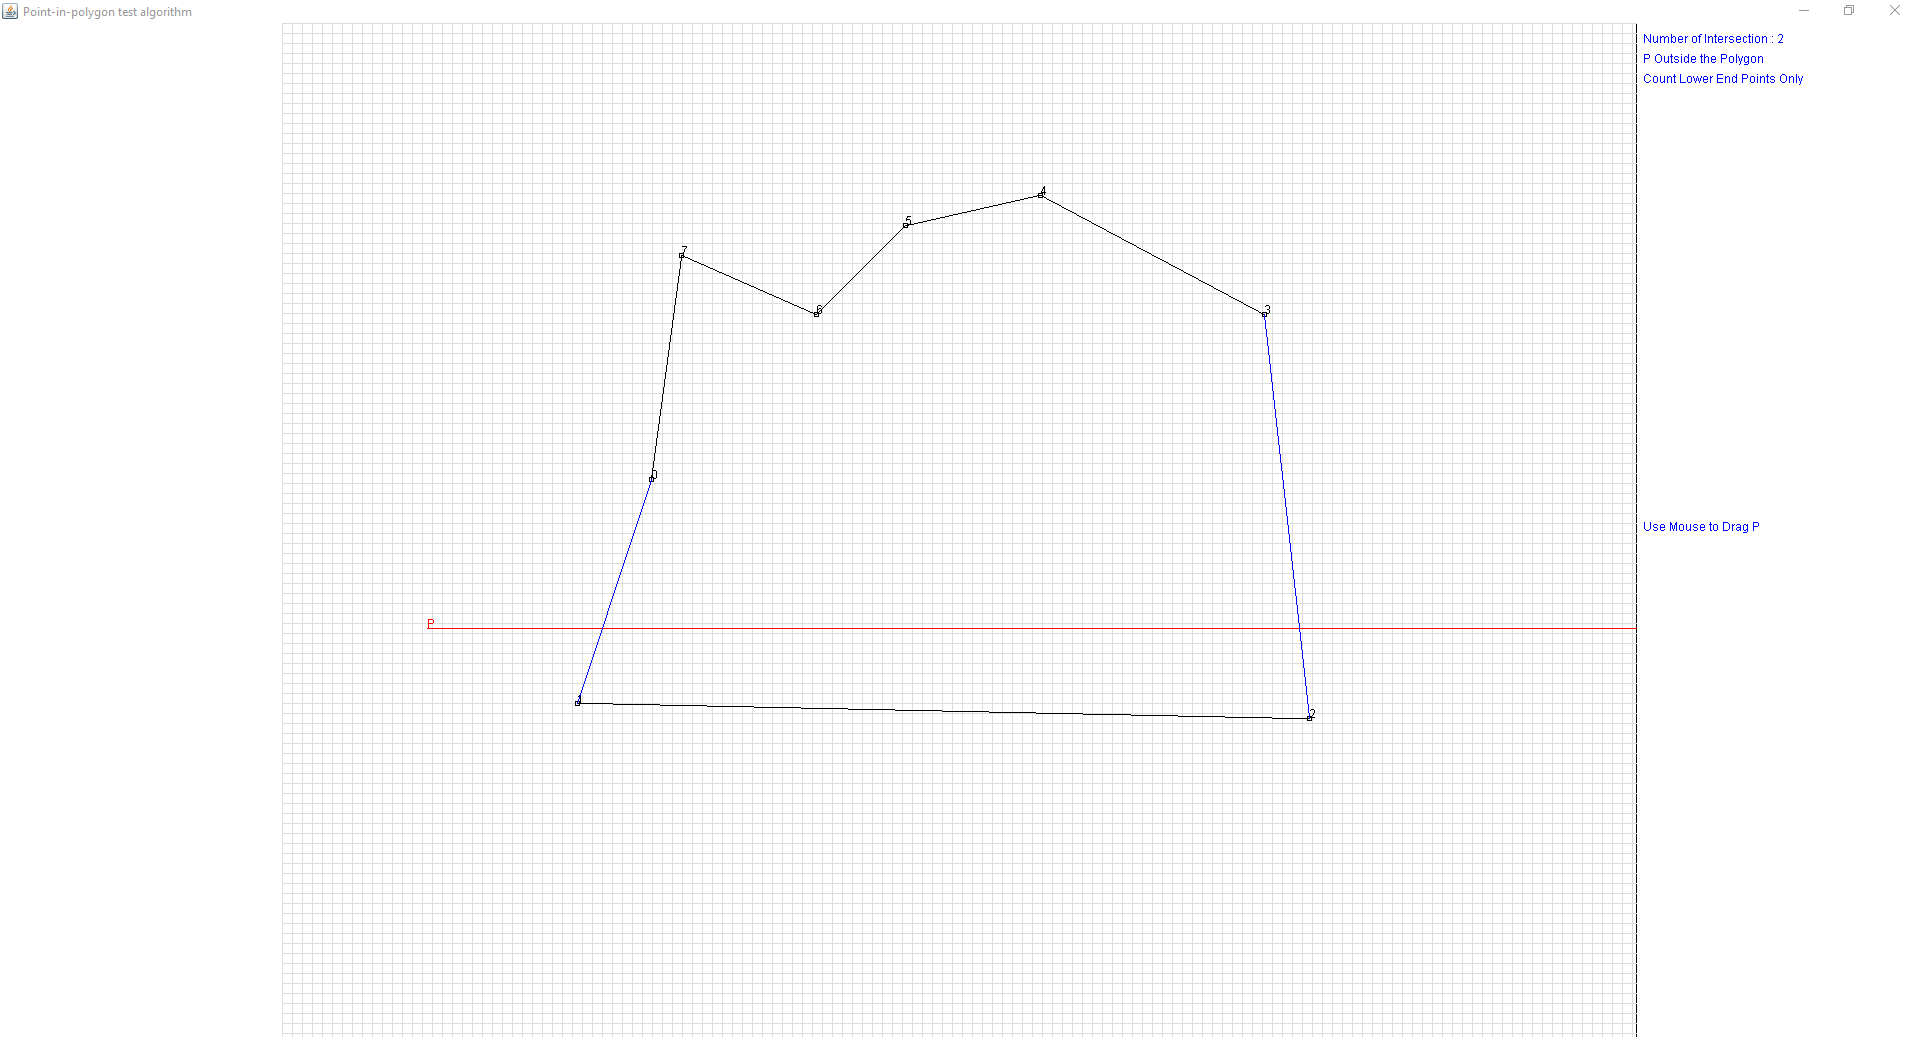 Point-in-polygon test algorithm
Number of Intersection : 2
P Outside the Polygon
Count Lower End Points Only
4
5
7
6
3
0
Use Mouse to Drag P
P
1
2